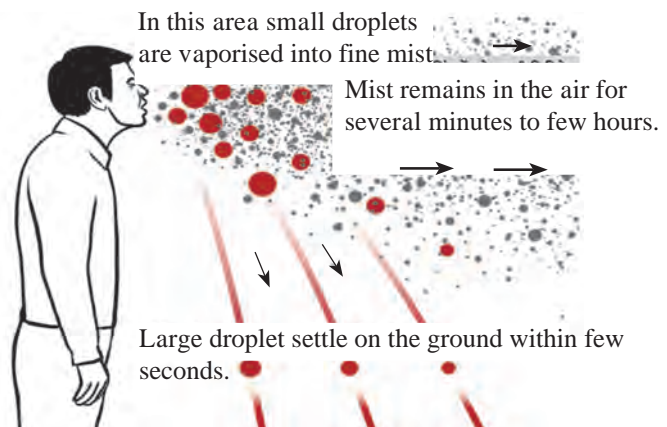 In this area small droplets
are vaporised into fine mist
Mist remains in the air for
several minutes to few hours.
Large droplet settle on the ground within few
seconds.